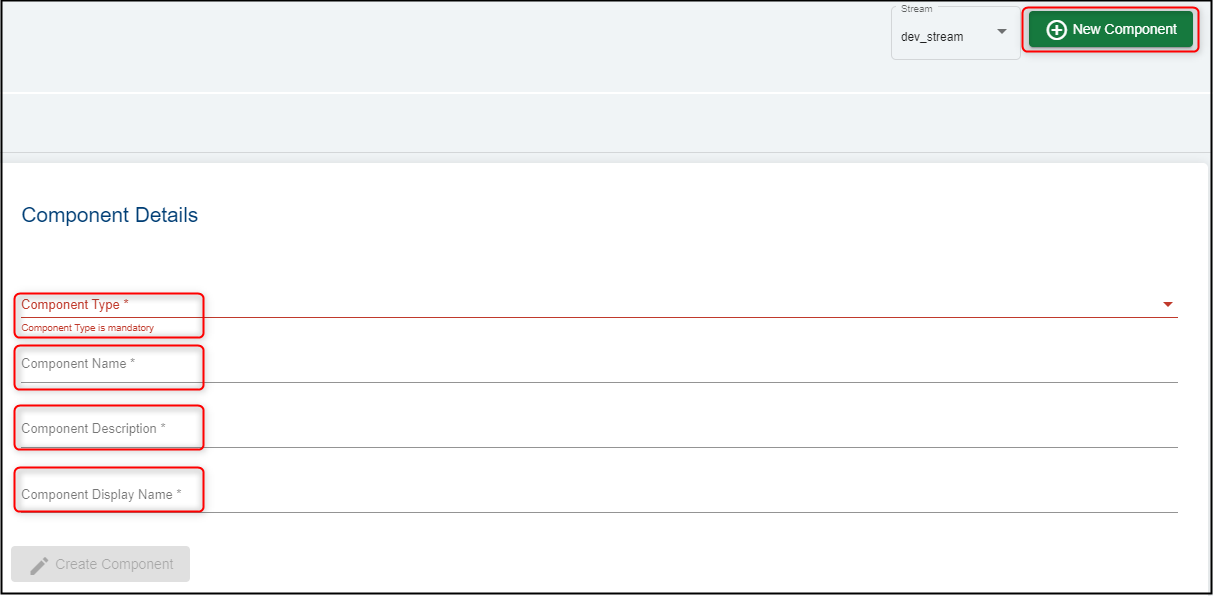 Stream
dev_stream
New Component
Component Details
Component Type *
Component Type is mandatory
Component Name *
Component Description *
Component Display Name *
Create Component